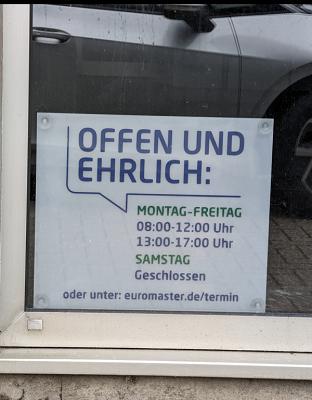 OFFEN UND
EHRLICH:
MONTAG-FREITAG
08:00-12:00 Uhr
13:00-17:00 Uhr
SAMSTAG
Geschlossen
oder unter: euromaster.de/termin